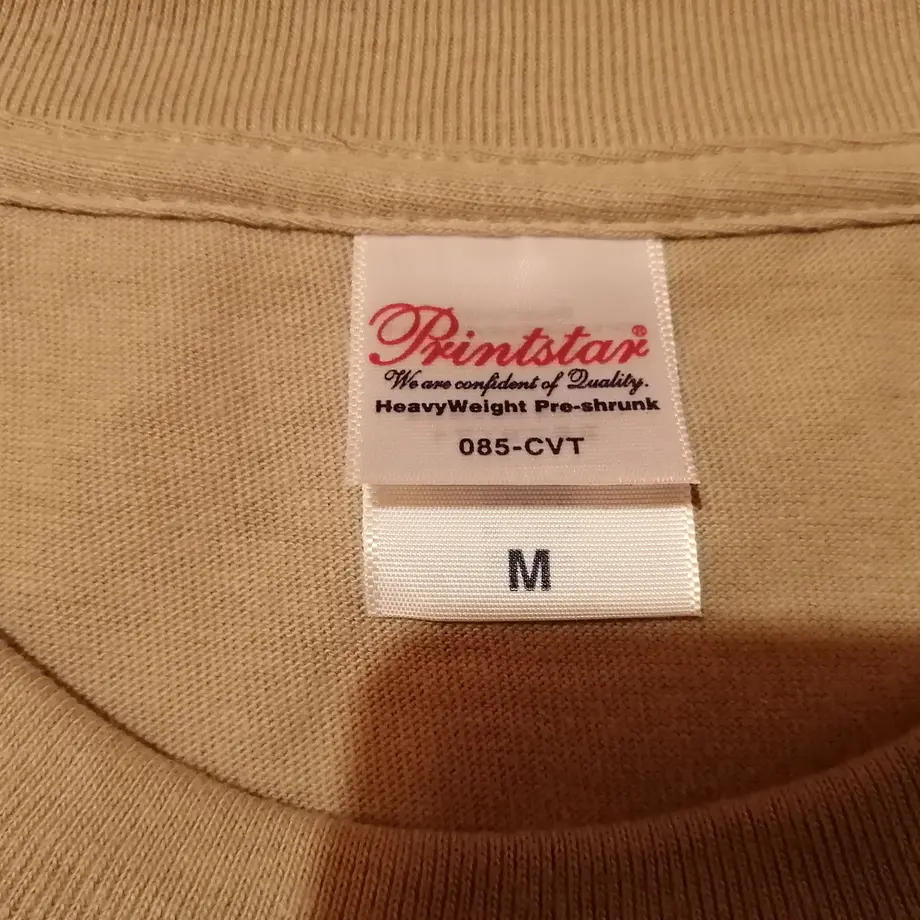 Printstar®
We are confident of Quality.
HeavyWeight Pre-shrunk
085-CVT
M